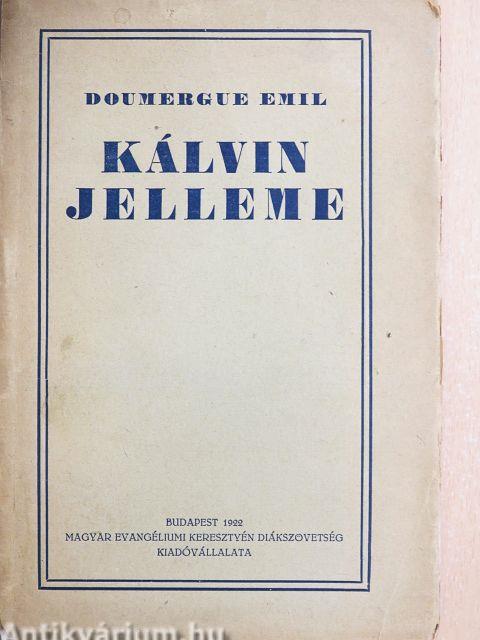 DOUMERGUE EMIL
KÁLVIN
JELLEME
BUDAPEST 1922
MAGYAR EVANGÉLIUMI KERESZTYÉN DIÁKSZÖVETSÉG
KIADÓVÁLLALATA
Antikvárium.hu